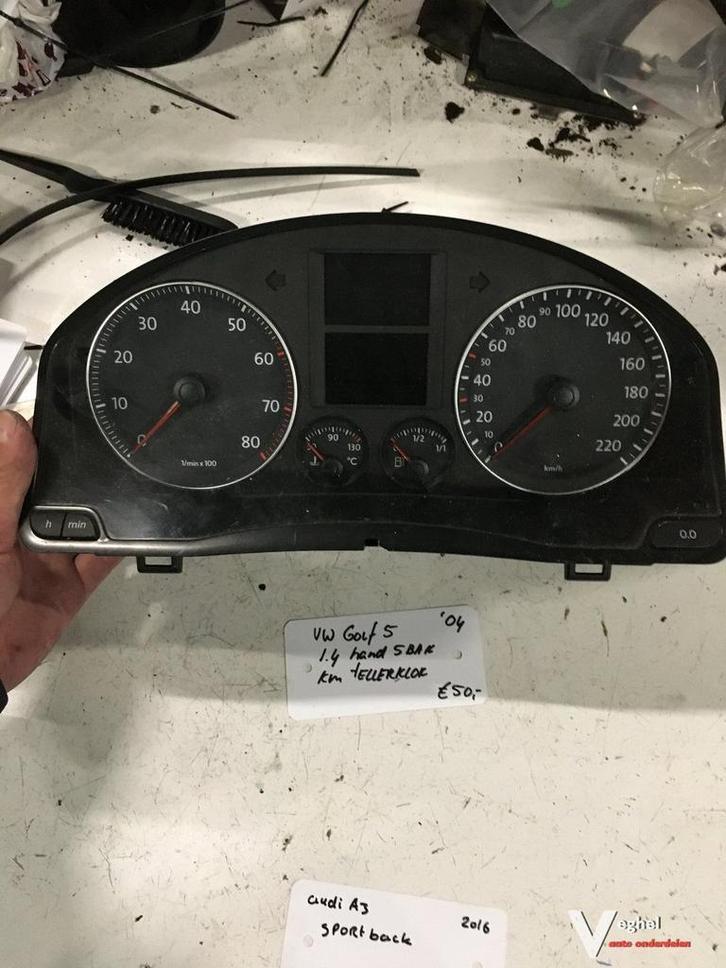 40
30 50
20 60
10 70
0 80
1/min x 100
90
130
°C
1/2
1/1
90 100
80 120
70
60 140
50
40 160
30 180
20 200
10
0 220
km/h
h min
0.0
VW Golf 5 '04
1.4 hand 5BAK
km TELLERKLOK
€50,-
audi A3 2016
SPORTback
Veghel
auto onderdelen